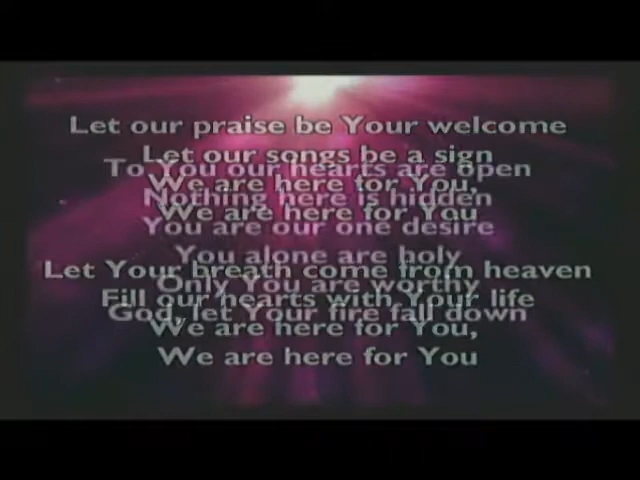 Let our praise be Your welcome
Let our songs be a sign
To You our hearts are open
We are here for You,
Nothing here is hidden
We are here for You
You are our one desire
You alone are holy
Let Your breath come from heaven
Only You are worthy
Fill our hearts with Your life
God, let Your fire fall down
We are here for You,
We are here for You